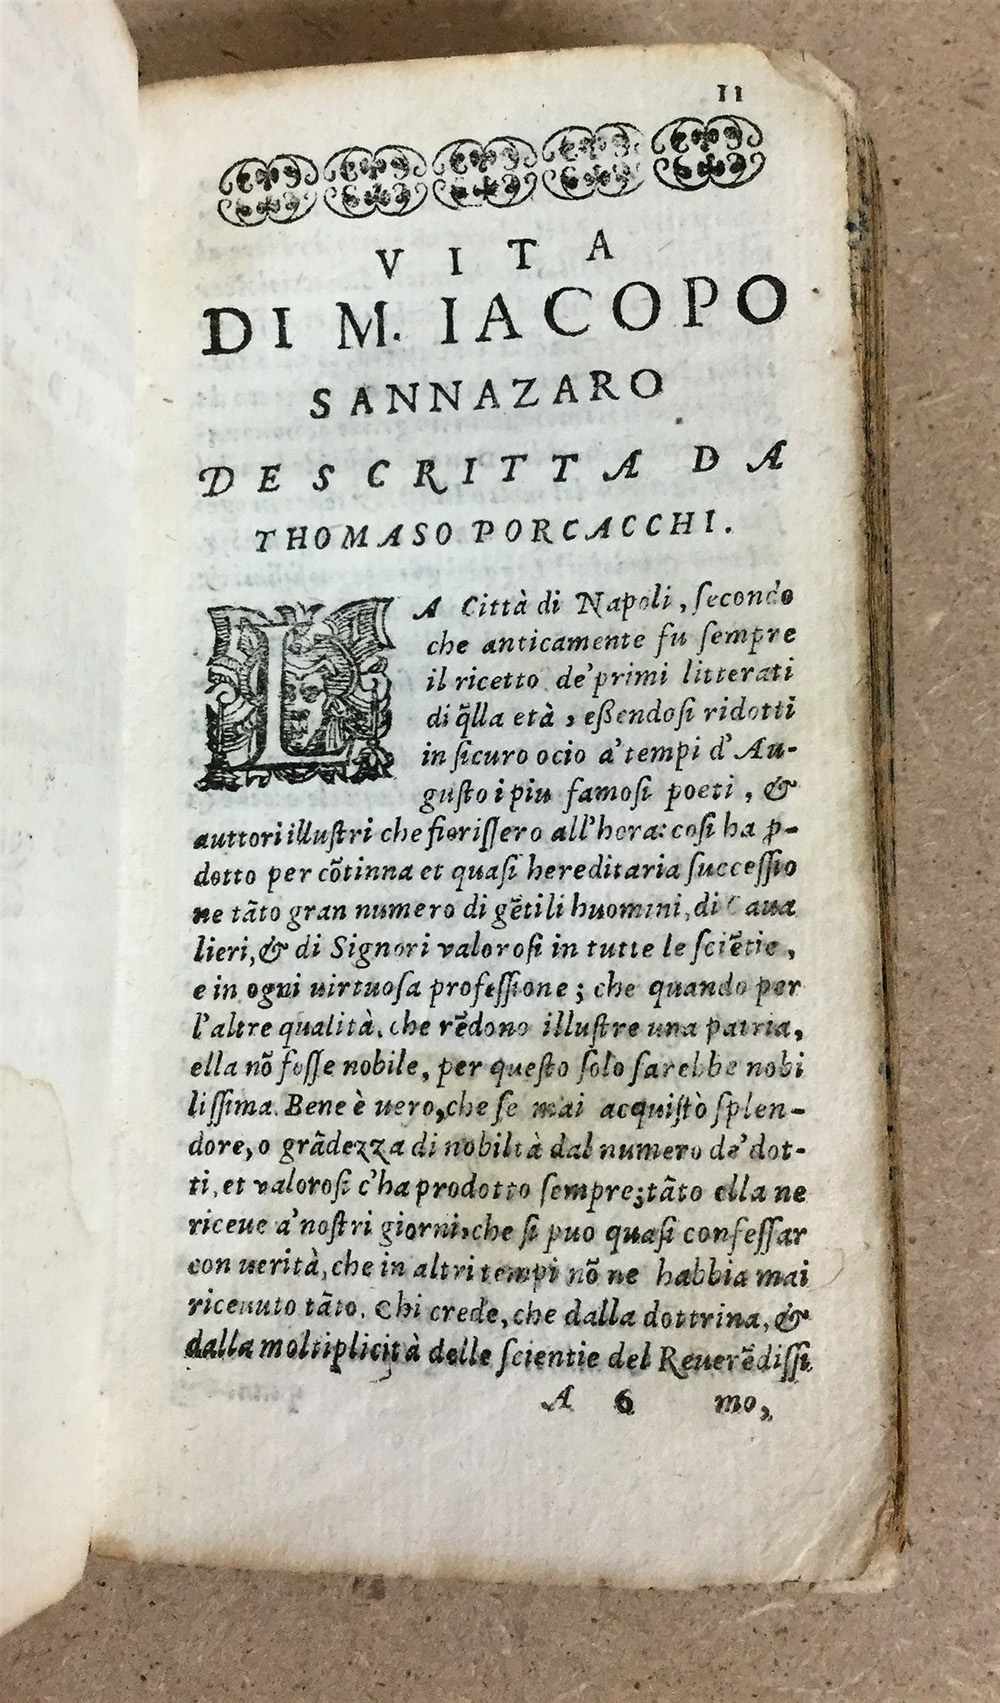 11
VITA
DI M. IACOPO
SANNAZARO
DESCRITTA DA
THOMASO PORCACCHI.
LA Città di Napoli, ſecondo
che anticamente fu ſempre
il ricetto de' primi litterati
di q̃lla età, eßendoſi ridotti
in ſicuro ocio a' tempi d' Au-
guſto i piu famoſi poeti, &
auttori illuſtri che fioriſſero all'hora: coſi ha ꝓ-
dotto per cõtinna et quaſi hereditaria ſucceſſio
ne tãto gran numero di gẽtili huomini, di Caua
lieri, & di Signori valoroſi in tutte le ſciẽtie,
e in ogni uirtuoſa profeſſione; che quando per
l'altre qualità, che rẽdono illuſtre una patria,
ella nõ foſſe nobile, per queſto ſolo ſarebbe nobi
liſſima. Bene è uero, che ſe mai acquiſtò ſplen-
dore, o grãdezza di nobiltà dal numero de' dot-
ti, et valoroſi c'ha prodotto ſempre; tãto ella ne
riceue a' noſtri giorni, che ſi puo quaſi confeſſar
con uerità, che in altri tempi nõ ne habbia mai
riceuuto tãto. Chi crede, che dalla dottrina, &
dalla moltiplicità delle ſcientie del Reuerẽdiſſi
A 6 mo,